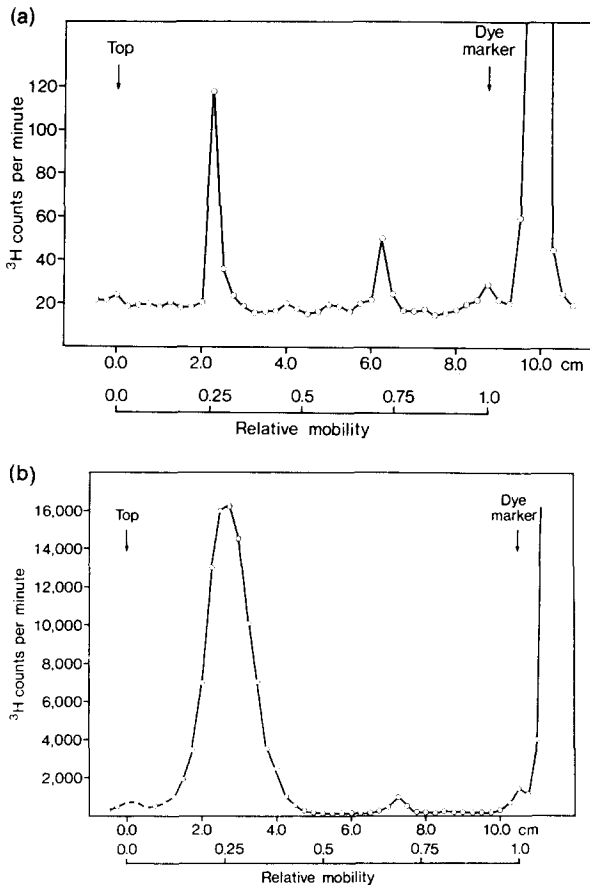 (a)
Top
Dye
marker
120
100
80
60
40
20
³H counts per minute
0.0 2.0 4.0 6.0 8.0 10.0 cm
0.0 0.25 0.5 0.75 1.0
Relative mobility
(b)
Top
Dye
marker
16,000
14,000
12,000
10,000
8,000
6,000
4,000
2,000
³H counts per minute
0.0 2.0 4.0 6.0 8.0 10.0 cm
0.0 0.25 0.5 0.75 1.0
Relative mobility